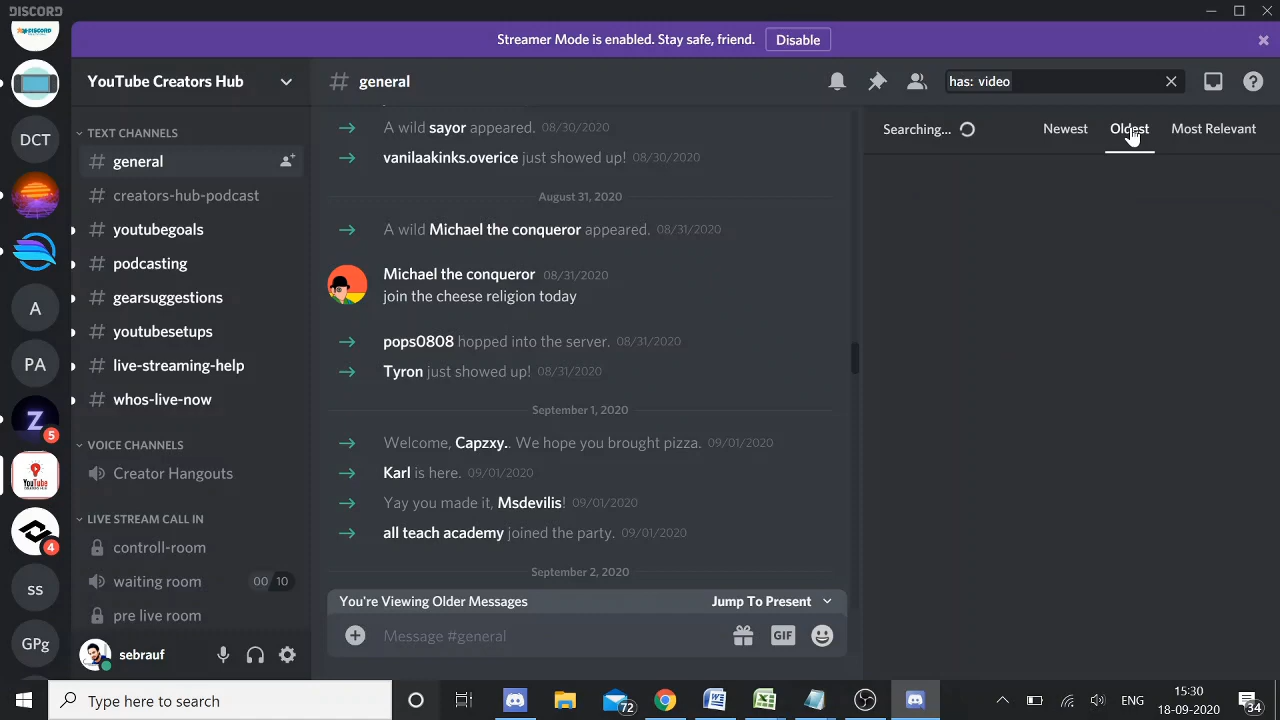 DISCORD
Streamer Mode is enabled. Stay safe, friend.
Disable
DISCORD
DCT
A
PA
Z
5
YouTube
4
ss
GPg
YouTube Creators Hub
TEXT CHANNELS
general
creators-hub-podcast
youtubegoals
podcasting
gearsuggestions
youtubesetups
live-streaming-help
whos-live-now
VOICE CHANNELS
Creator Hangouts
LIVE STREAM CALL IN
controll-room
waiting room 00 10
pre live room
sebrauf
# general
has: video
A wild sayor appeared. 08/30/2020
vanilaakinks.overice just showed up! 08/30/2020
August 31, 2020
A wild Michael the conqueror appeared. 08/31/2020
Michael the conqueror 08/31/2020
join the cheese religion today
pops0808 hopped into the server. 08/31/2020
Tyron just showed up! 08/31/2020
September 1, 2020
Welcome, Capzxy.. We hope you brought pizza. 09/01/2020
Karl is here. 09/01/2020
Yay you made it, Msdevilis! 09/01/2020
all teach academy joined the party. 09/01/2020
September 2, 2020
You're Viewing Older Messages Jump To Present
Message #general
GIF
Searching... Newest Oldest Most Relevant
Type here to search
72
ENG
15:30
18-09-2020
34